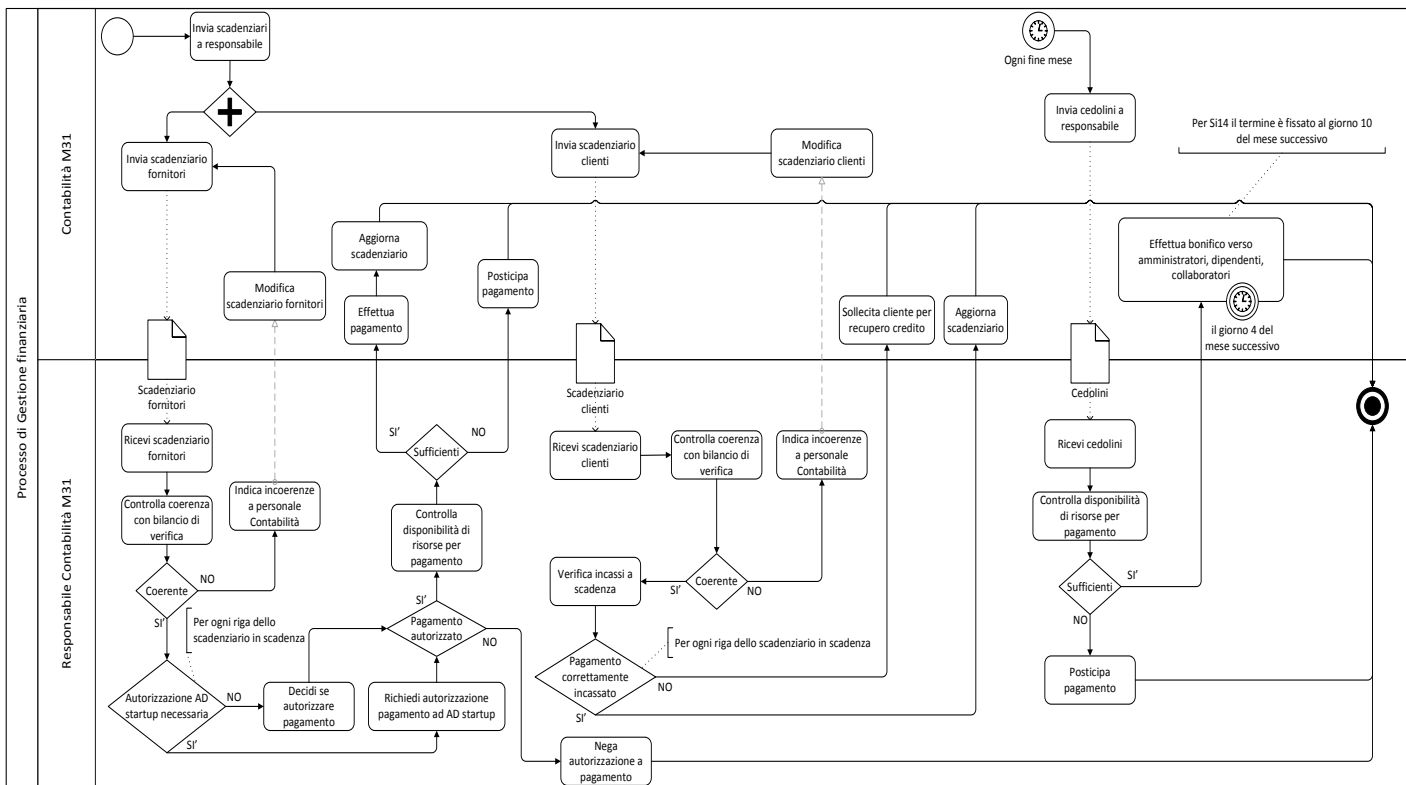 Processo di Gestione finanziaria
Contabilità M31
Responsabile Contabilità M31
Invia scadenziari
a responsabile
Invia scadenziario
fornitori
Modifica
scadenziario fornitori
Scadenziario
fornitori
Ricevi scadenziario
fornitori
Controlla coerenza
con bilancio di
verifica
Indica incoerenze
a personale
Contabilità
Coerente
NO
SI'
Per ogni riga dello
scadenziario in scadenza
Autorizzazione AD
startup necessaria
NO
SI'
Decidi se
autorizzare
pagamento
Richiedi autorizzazione
pagamento ad AD startup
Pagamento
autorizzato
SI'
NO
Controlla
disponibilità di
risorse per
pagamento
Sufficienti
SI'
NO
Effettua
pagamento
Aggiorna
scadenziario
Posticipa
pagamento
Nega
autorizzazione a
pagamento
Invia scadenziario
clienti
Modifica
scadenziario clienti
Scadenziario
clienti
Ricevi scadenziario
clienti
Controlla coerenza
con bilancio di
verifica
Indica incoerenze
a personale
Contabilità
Coerente
SI'
NO
Verifica incassi a
scadenza
Per ogni riga dello scadenziario in scadenza
Pagamento
correttamente
incassato
NO
SI'
Sollecita cliente per
recupero credito
Aggiorna
scadenziario
Ogni fine mese
Invia cedolini a
responsabile
Per Si14 il termine è fissato al giorno 10
del mese successivo
Effettua bonifico verso
amministratori, dipendenti,
collaboratori
il giorno 4 del
mese successivo
Cedolini
Ricevi cedolini
Controlla disponibilità
di risorse per
pagamento
Sufficienti
SI'
NO
Posticipa
pagamento